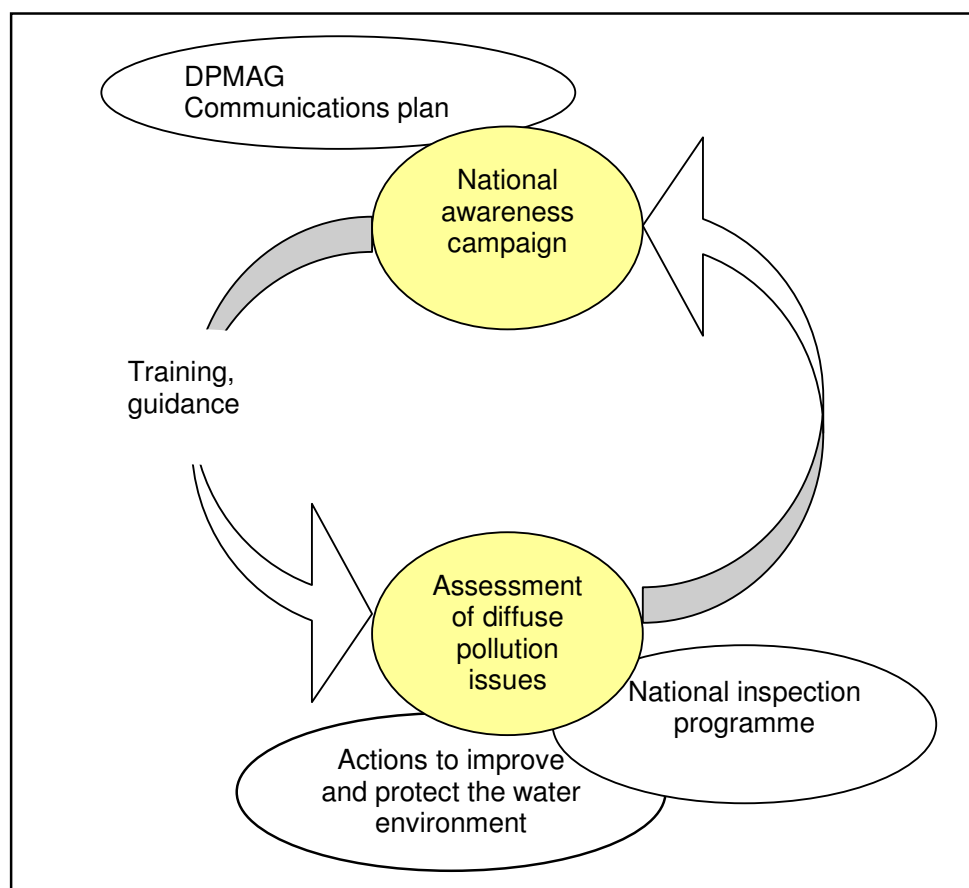 DPMAG
Communications plan
National
awareness
campaign
Training,
guidance
Assessment
of diffuse
pollution
issues
National inspection
programme
Actions to improve
and protect the water
environment